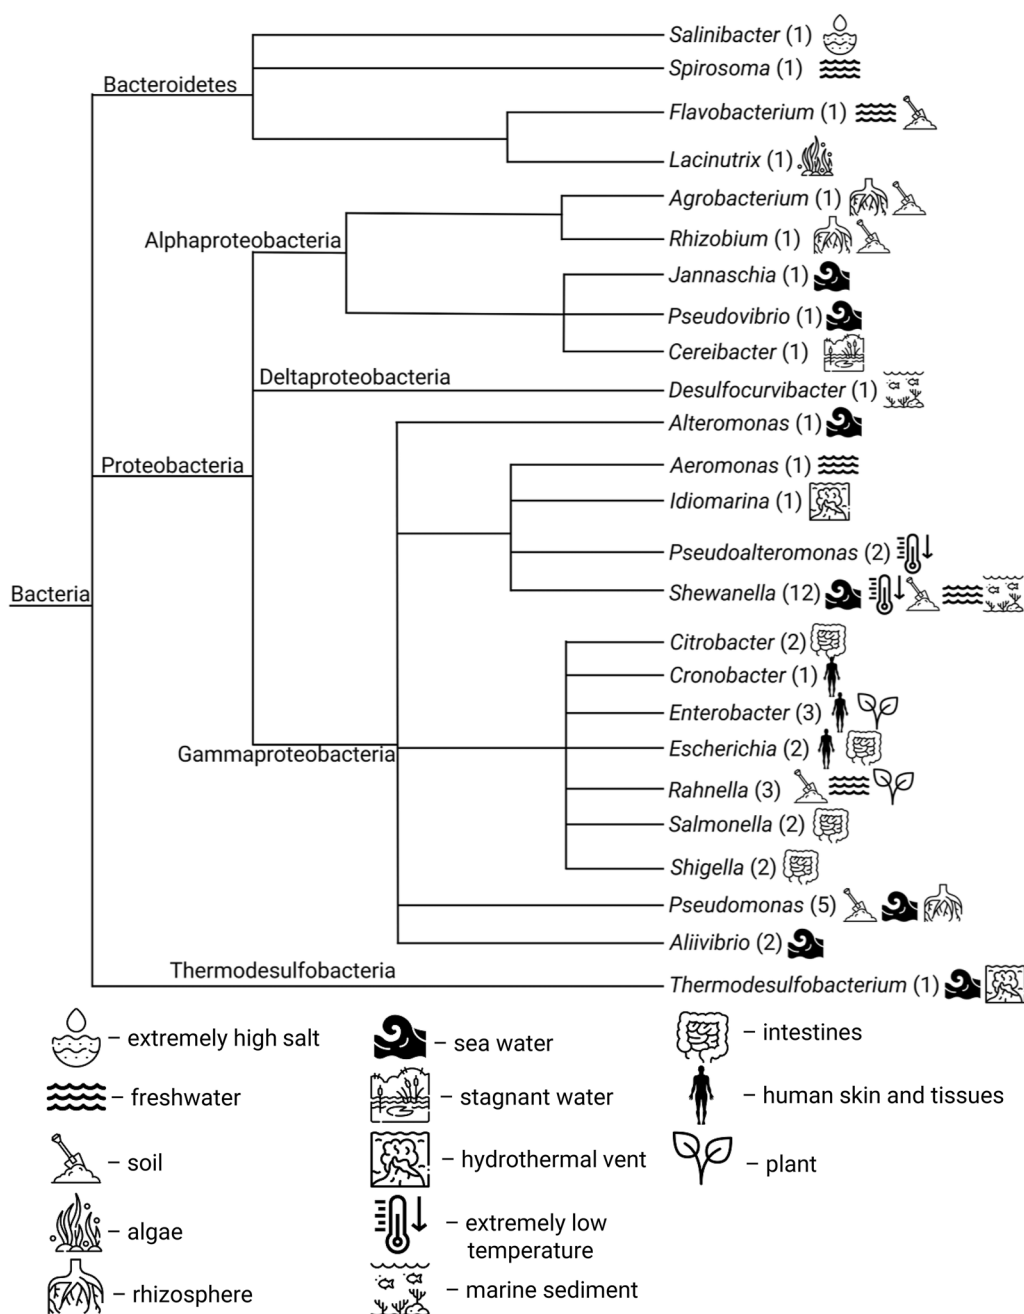 Salinibacter (1)
Spirosoma (1)
Bacteroidetes
Flavobacterium (1)
Lacinutrix (1)
Agrobacterium (1)
Alphaproteobacteria
Rhizobium (1)
Jannaschia (1)
Pseudovibrio (1)
Cereibacter (1)
Deltaproteobacteria
Desulfocurvibacter (1)
Alteromonas (1)
Proteobacteria
Aeromonas (1)
Idiomarina (1)
Pseudoalteromonas (2)
Bacteria
Shewanella (12)
Citrobacter (2)
Cronobacter (1)
Enterobacter (3)
Gammaproteobacteria
Escherichia (2)
Rahnella (3)
Salmonella (2)
Shigella (2)
Pseudomonas (5)
Aliivibrio (2)
Thermodesulfobacteria
Thermodesulfobacterium (1)
– extremely high salt
– freshwater
– soil
– algae
– rhizosphere
– sea water
– stagnant water
– hydrothermal vent
– extremely low
temperature
– marine sediment
– intestines
– human skin and tissues
– plant